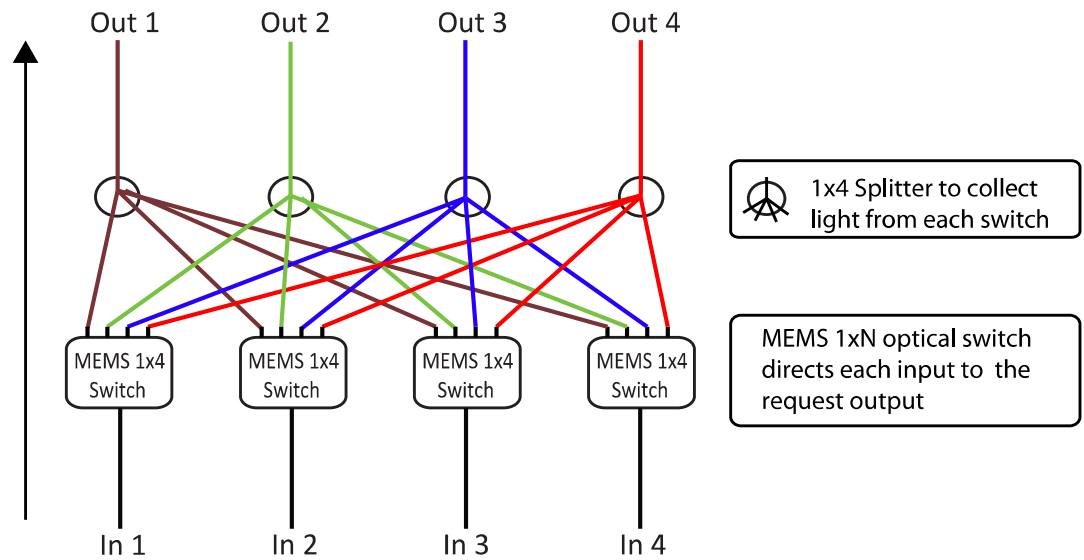 Out 1
Out 2
Out 3
Out 4
1x4 Splitter to collect
light from each switch
MEMS 1x4
Switch
MEMS 1x4
Switch
MEMS 1x4
Switch
MEMS 1x4
Switch
MEMS 1xN optical switch
directs each input to the
request output
In 1
In 2
In 3
In 4